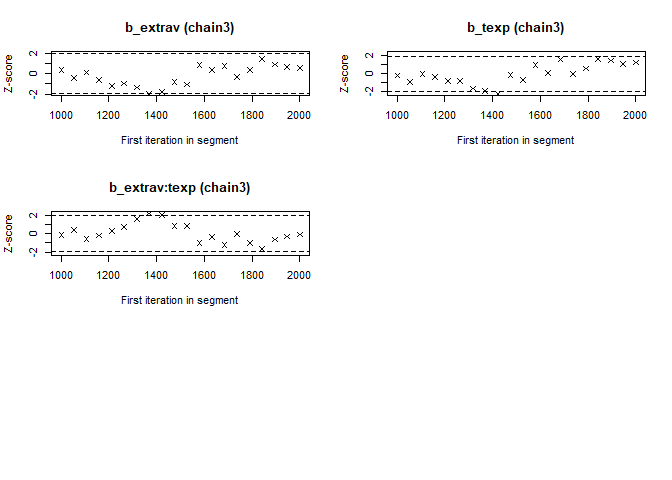 b_extrav (chain3)
Z-score
2
0
-2
1000 1200 1400 1600 1800 2000
First iteration in segment
b_texp (chain3)
Z-score
2
0
-2
1000 1200 1400 1600 1800 2000
First iteration in segment
b_extrav:texp (chain3)
Z-score
2
0
-2
1000 1200 1400 1600 1800 2000
First iteration in segment